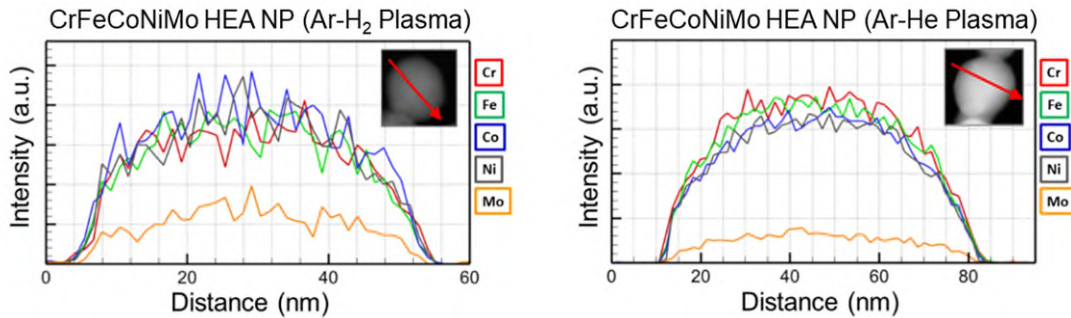 CrFeCoNiMo HEA NP (Ar-H₂ Plasma)
Intensity (a.u.)
Cr
Fe
Co
Ni
Mo
0 20 40 60
Distance (nm)
CrFeCoNiMo HEA NP (Ar-He Plasma)
Intensity (a.u.)
Cr
Fe
Co
Ni
Mo
0 20 40 60 80
Distance (nm)